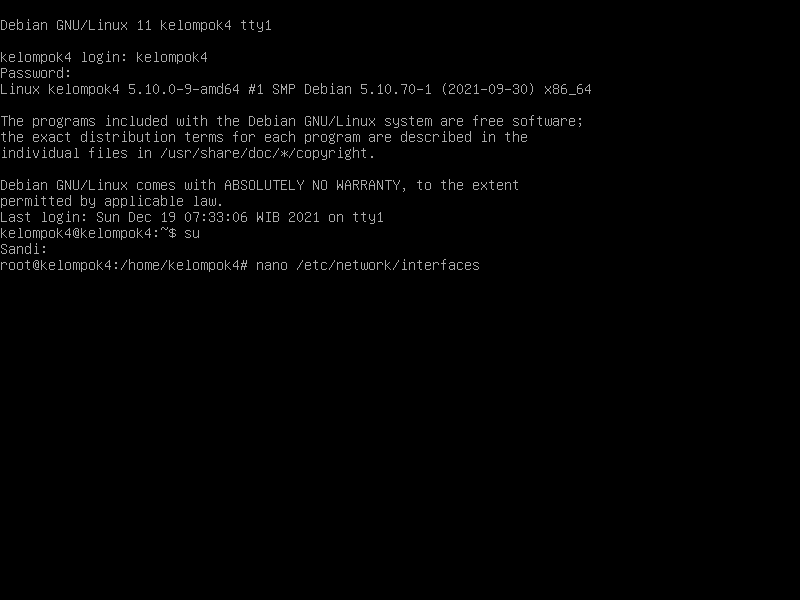 Debian GNU/Linux 11 kelompok4 tty1
kelompok4 login: kelompok4
Password:
Linux kelompok4 5.10.0-9-amd64 #1 SMP Debian 5.10.70-1 (2021-09-30) x86_64
The programs included with the Debian GNU/Linux system are free software;
the exact distribution terms for each program are described in the
individual files in /usr/share/doc/*/copyright.
Debian GNU/Linux comes with ABSOLUTELY NO WARRANTY, to the extent
permitted by applicable law.
Last login: Sun Dec 19 07:33:06 WIB 2021 on tty1
kelompok4@kelompok4:~$ su
Sandi:
root@kelompok4:/home/kelompok4# nano /etc/network/interfaces